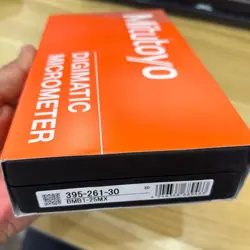 Mitutoyo
DIGIMATIC
MICROMETER
395-261-30
BMB1-25MX